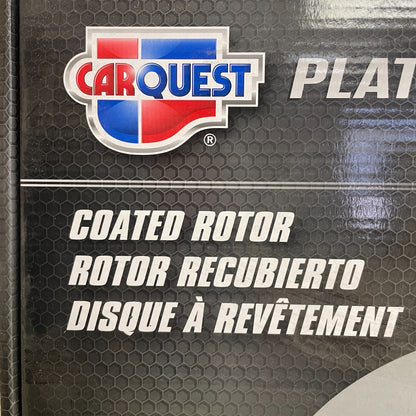 CARQUEST
®
PLAT
COATED ROTOR
ROTOR RECUBIERTO
DISQUE À REVÊTEMENT